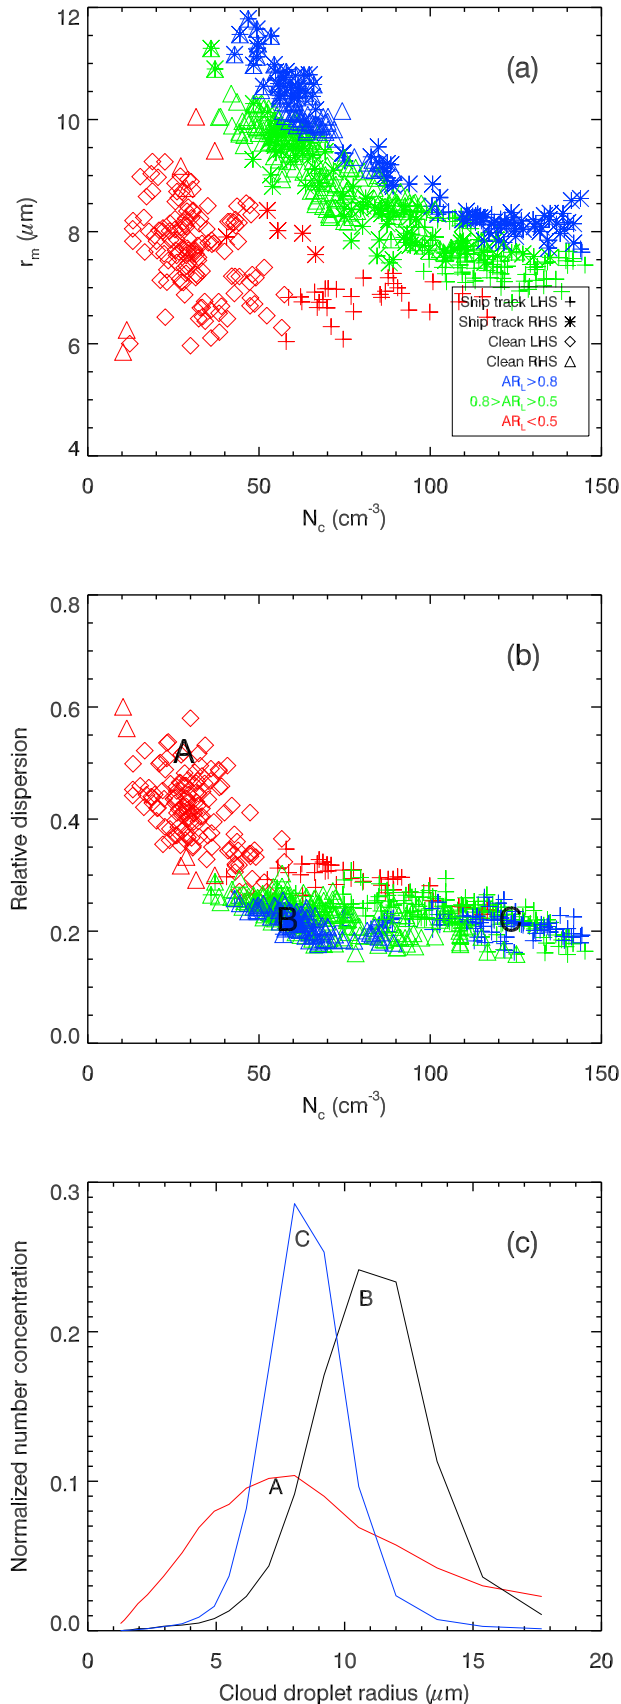 12
10
8
6
4
r_m (μm)
(a)
Ship track LHS +
Ship track RHS ✳
Clean LHS ◇
Clean RHS △
AR_L>0.8
0.8>AR_L>0.5
AR_L<0.5
0 50 100 150
N_c (cm^-3)
0.8
0.6
0.4
0.2
0.0
Relative dispersion
(b)
A
B
C
0 50 100 150
N_c (cm^-3)
0.3
0.2
0.1
0.0
Normalized number concentration
(c)
C
B
A
0 5 10 15 20
Cloud droplet radius (μm)